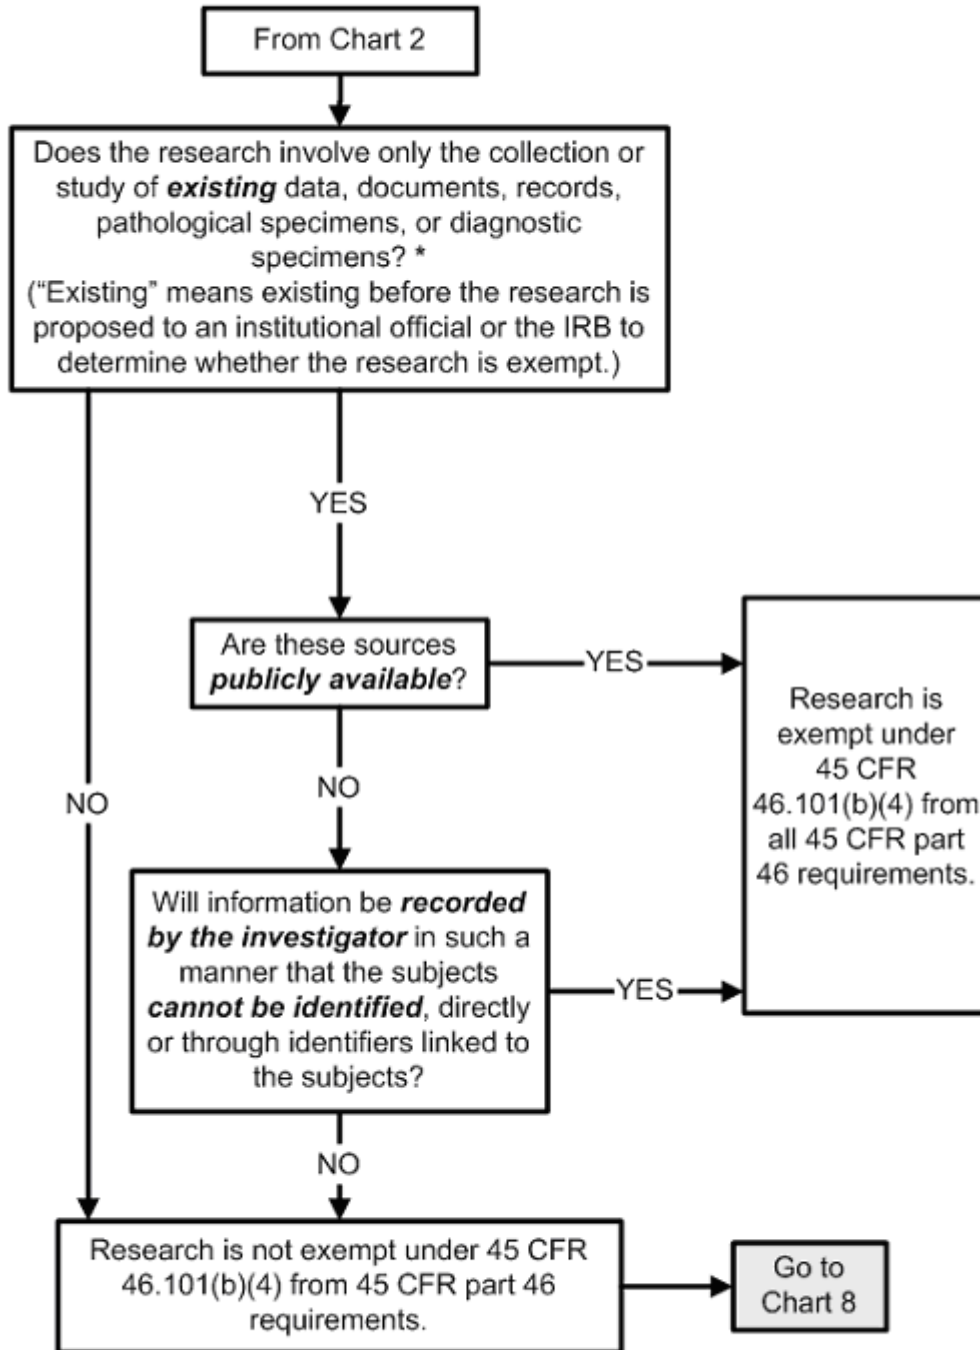 From Chart 2
Does the research involve only the collection or
study of existing data, documents, records,
pathological specimens, or diagnostic
specimens? *
(“Existing” means existing before the research is
proposed to an institutional official or the IRB to
determine whether the research is exempt.)
YES
Are these sources
publicly available?
YES
Research is
exempt under
45 CFR
46.101(b)(4) from
all 45 CFR part
46 requirements.
NO
NO
Will information be recorded
by the investigator in such a
manner that the subjects
cannot be identified, directly
or through identifiers linked to
the subjects?
YES
NO
Research is not exempt under 45 CFR
46.101(b)(4) from 45 CFR part 46
requirements.
Go to
Chart 8